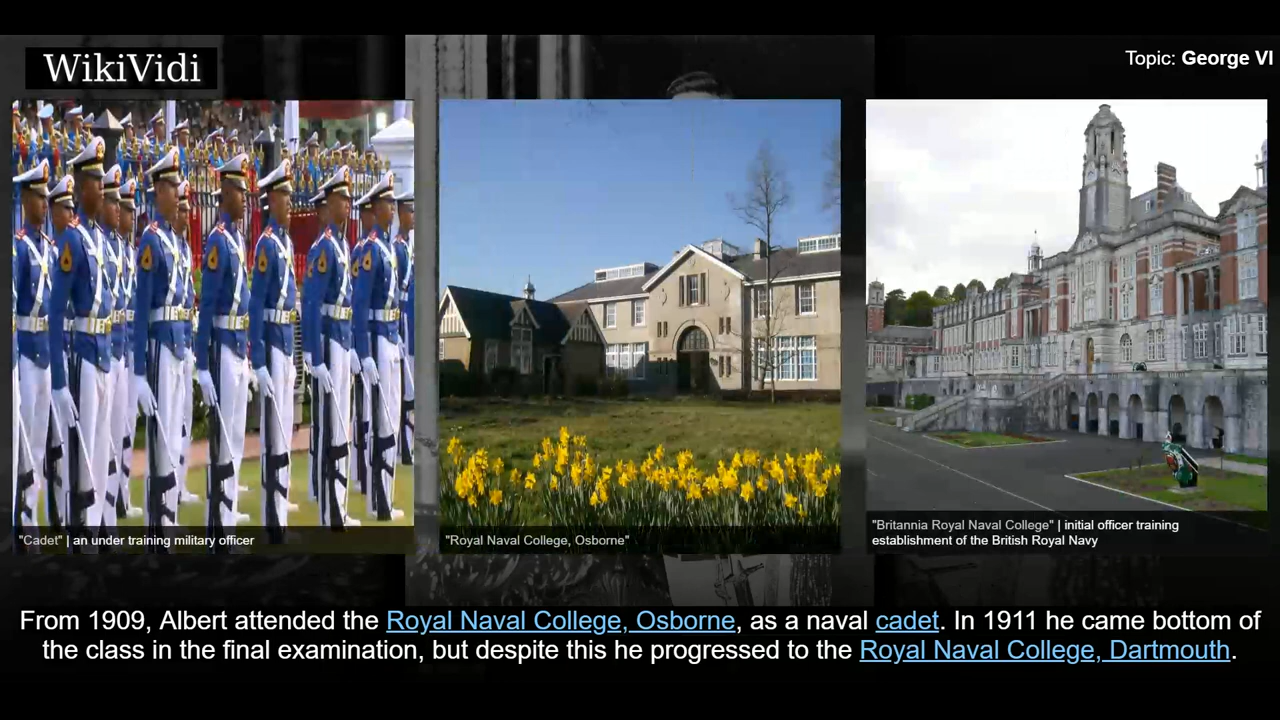 WikiVidi
Topic: George VI
"Cadet" | an under training military officer
"Royal Naval College, Osborne"
"Britannia Royal Naval College" | initial officer training
establishment of the British Royal Navy
From 1909, Albert attended the Royal Naval College, Osborne, as a naval cadet. In 1911 he came bottom of
the class in the final examination, but despite this he progressed to the Royal Naval College, Dartmouth.